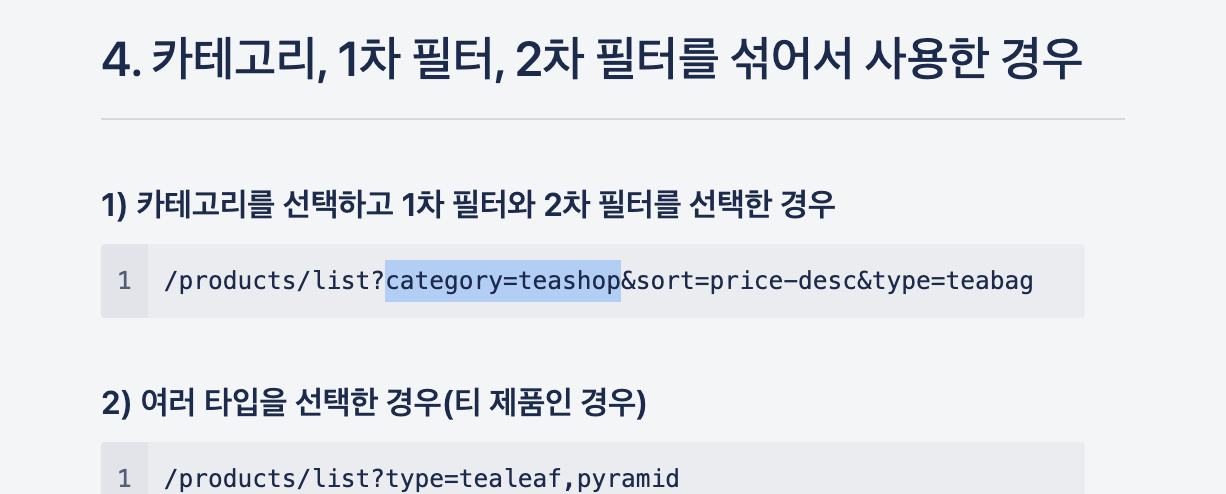 4. 카테고리, 1차 필터, 2차 필터를 섞어서 사용한 경우
1) 카테고리를 선택하고 1차 필터와 2차 필터를 선택한 경우
1 /products/list?category=teashop&sort=price-desc&type=teabag
2) 여러 타입을 선택한 경우(티 제품인 경우)
1 /products/list?type=tealeaf,pyramid